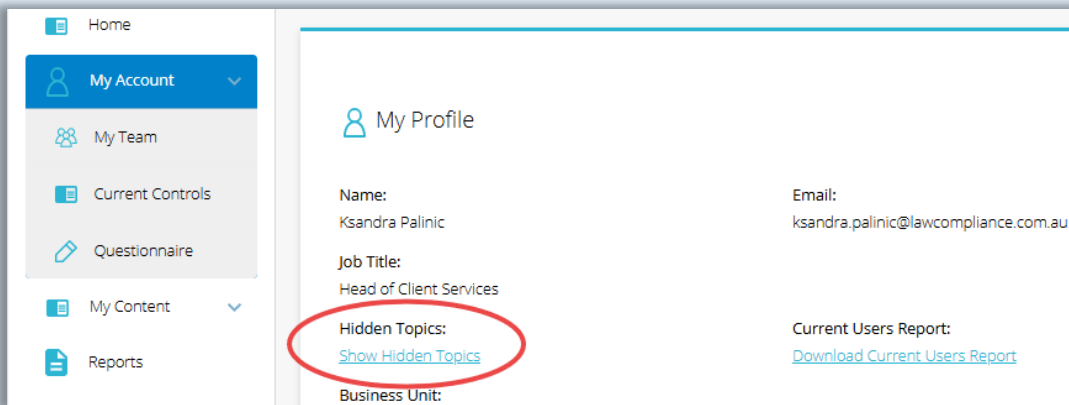 Home
My Account
My Team
Current Controls
Questionnaire
My Content
Reports
My Profile
Name:
Ksandra Palinic
Email:
ksandra.palinic@lawcompliance.com.au
Job Title:
Head of Client Services
Hidden Topics:
Show Hidden Topics
Current Users Report:
Download Current Users Report
Business Unit: